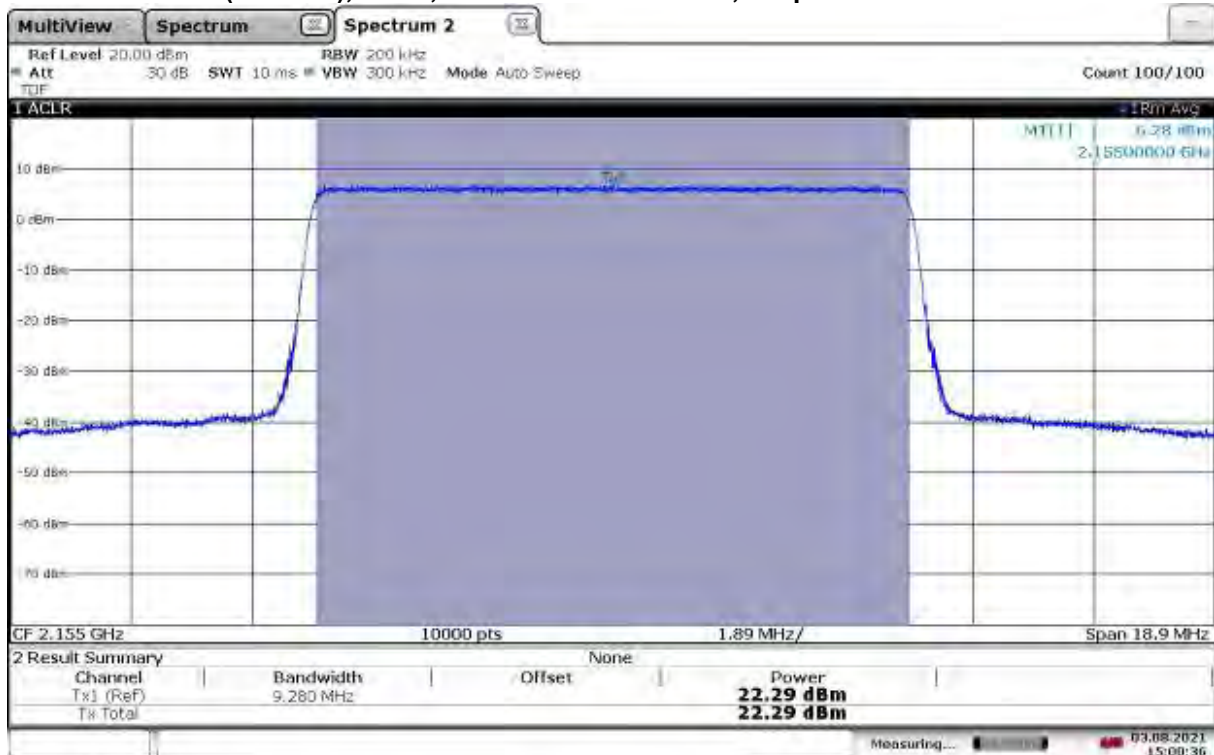 MultiView Spectrum Spectrum 2
Ref Level 20.00 dBm RBW 200 kHz
Att 30 dB SWT 10 ms VBW 300 kHz Mode Auto Sweep Count 100/100
TDF
1 ACLR 1Rm Avg
M1[1] 6.28 dBm
2.15500000 GHz
10 dBm
Tx1
0 dBm
-10 dBm
-20 dBm
-30 dBm
-40 dBm
-50 dBm
-60 dBm
-70 dBm
CF 2.155 GHz 10000 pts 1.89 MHz/ Span 18.9 MHz
2 Result Summary None
Channel Bandwidth Offset Power
Tx1 (Ref) 9.280 MHz 22.29 dBm
Tx Total 22.29 dBm
Measuring... 03.08.2021
15:09:36